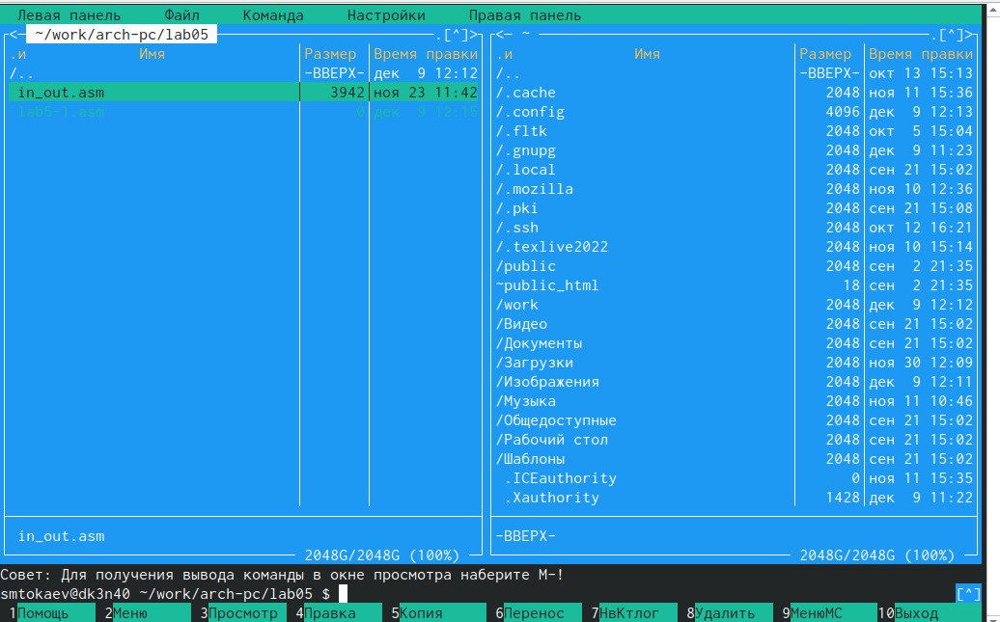 Левая панель Файл Команда Настройки Правая панель
<- ~/work/arch-pc/lab05 .[^]>
.и Имя Размер Время правки
/.. -ВВЕРХ- дек 9 12:12
in_out.asm 3942 ноя 23 11:42
lab5-1.asm 0 дек 9 12:15
in_out.asm
2048G/2048G (100%)
<- ~ .[^]>
.и Имя Размер Время правки
/.. -ВВЕРХ- окт 13 15:13
/.cache 2048 ноя 11 15:36
/.config 4096 дек 9 12:13
/.fltk 2048 окт 5 15:04
/.gnupg 2048 дек 9 11:23
/.local 2048 сен 21 15:02
/.mozilla 2048 ноя 10 12:36
/.pki 2048 сен 21 15:08
/.ssh 2048 окт 12 16:21
/.texlive2022 2048 ноя 10 15:14
/public 2048 сен 2 21:35
~public_html 18 сен 2 21:35
/work 2048 дек 9 12:12
/Видео 2048 сен 21 15:02
/Документы 2048 сен 21 15:02
/Загрузки 2048 ноя 30 12:09
/Изображения 2048 дек 9 12:11
/Музыка 2048 ноя 11 10:46
/Общедоступные 2048 сен 21 15:02
/Рабочий стол 2048 сен 21 15:02
/Шаблоны 2048 сен 21 15:02
.ICEauthority 0 ноя 11 15:35
.Xauthority 1428 дек 9 11:22
-ВВЕРХ-
2048G/2048G (100%)
Совет: Для получения вывода команды в окне просмотра наберите M-!
smtokaev@dk3n40 ~/work/arch-pc/lab05 $ [^]
1Помощь 2Меню 3Просмотр 4Правка 5Копия 6Перенос 7НвКтлог 8Удалить 9МенюMC 10Выход